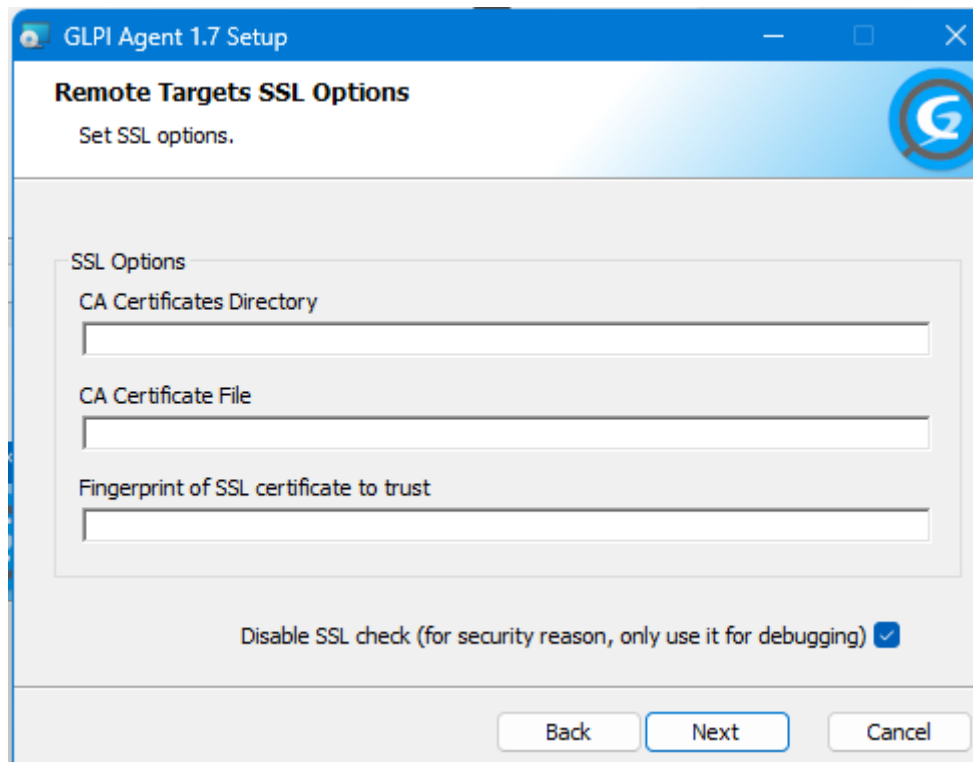 GLPI Agent 1.7 Setup
Remote Targets SSL Options
Set SSL options.
SSL Options
CA Certificates Directory
CA Certificate File
Fingerprint of SSL certificate to trust
Disable SSL check (for security reason, only use it for debugging)
Back Next Cancel